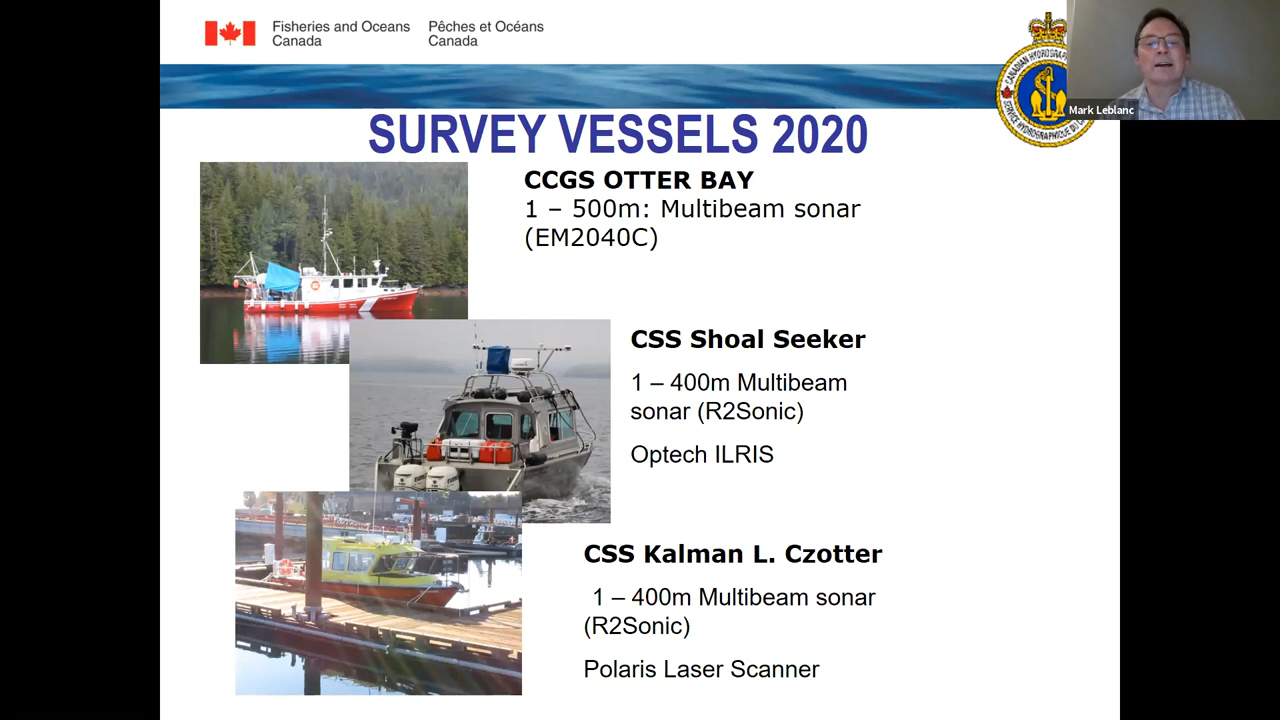 Fisheries and Oceans Pêches et Océans
Canada Canada
Mark Leblanc
SURVEY VESSELS 2020
CCGS OTTER BAY
1 – 500m: Multibeam sonar
(EM2040C)
CSS Shoal Seeker
1 – 400m Multibeam
sonar (R2Sonic)
Optech ILRIS
CSS Kalman L. Czotter
1 – 400m Multibeam sonar
(R2Sonic)
Polaris Laser Scanner